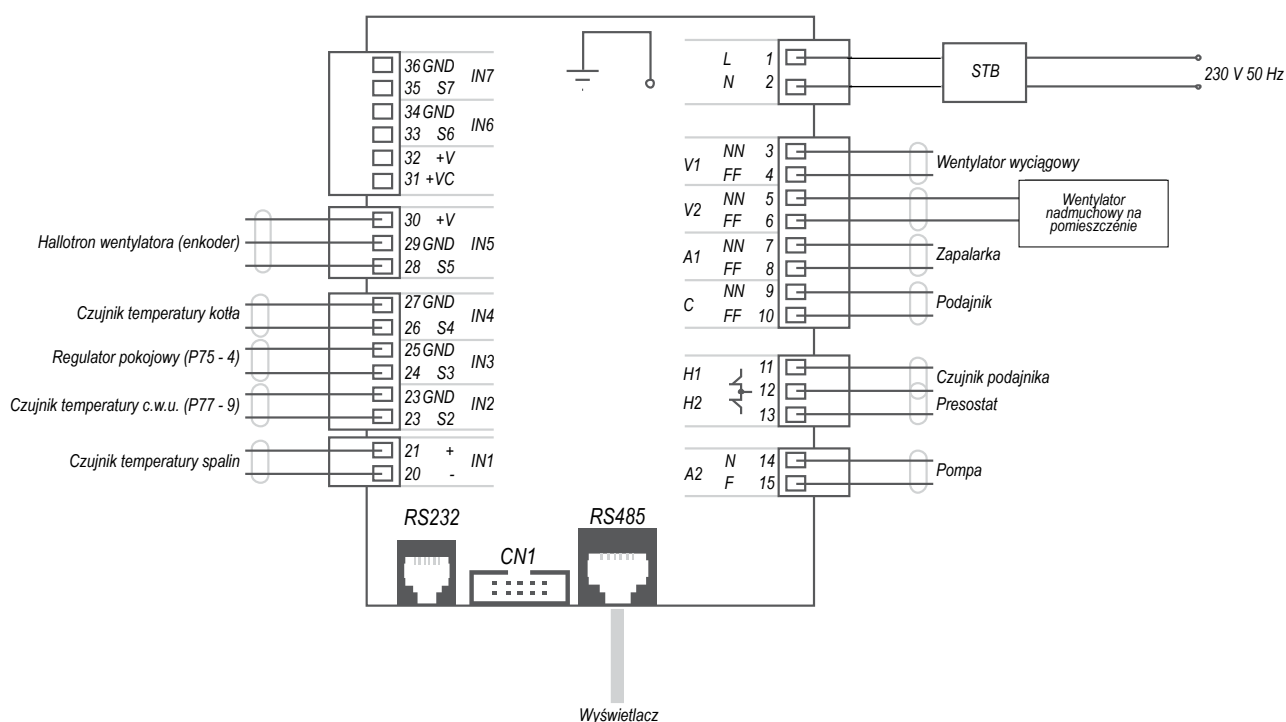 36 GND IN7
35 S7
34 GND IN6
33 S6
32 +V
31 +VC
Hallotron wentylatora (enkoder)
30 +V
29 GND IN5
28 S5
Czujnik temperatury kotła
27 GND IN4
26 S4
Regulator pokojowy (P75 - 4)
25 GND IN3
24 S3
Czujnik temperatury c.w.u. (P77 - 9)
23 GND IN2
23 S2
Czujnik temperatury spalin
21 + IN1
20 -
L 1
N 2
STB
230 V 50 Hz
V1 NN 3
FF 4
Wentylator wyciągowy
V2 NN 5
FF 6
Wentylator
nadmuchowy na
pomieszczenie
A1 NN 7
FF 8
Zapalarka
C NN 9
FF 10
Podajnik
H1 11
H2 12
13
Czujnik podajnika
Presostat
A2 N 14
F 15
Pompa
RS232
CN1
RS485
Wyświetlacz